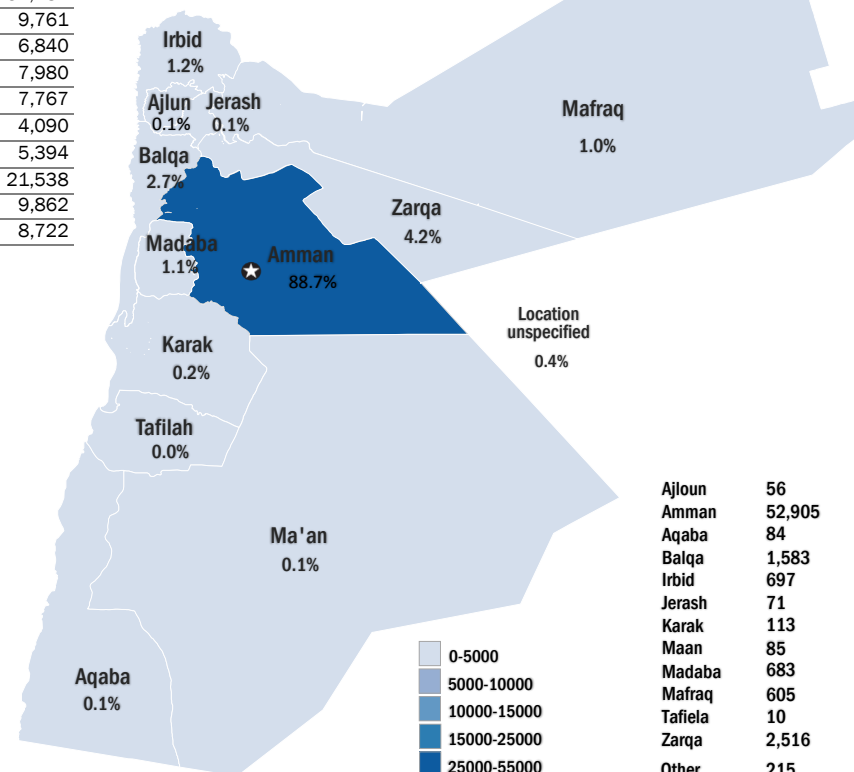 9,761
6,840
7,980
7,767
4,090
5,394
21,538
9,862
8,722
Irbid
1.2%
Ajlun
0.1%
Jerash
0.1%
Mafraq
1.0%
Balqa
2.7%
Zarqa
4.2%
Madaba
1.1%
Amman
88.7%
Location
unspecified
0.4%
Karak
0.2%
Tafilah
0.0%
Ma'an
0.1%
Aqaba
0.1%
0-5000
5000-10000
10000-15000
15000-25000
25000-55000
Ajloun 56
Amman 52,905
Aqaba 84
Balqa 1,583
Irbid 697
Jerash 71
Karak 113
Maan 85
Madaba 683
Mafraq 605
Tafiela 10
Zarqa 2,516
Other 215